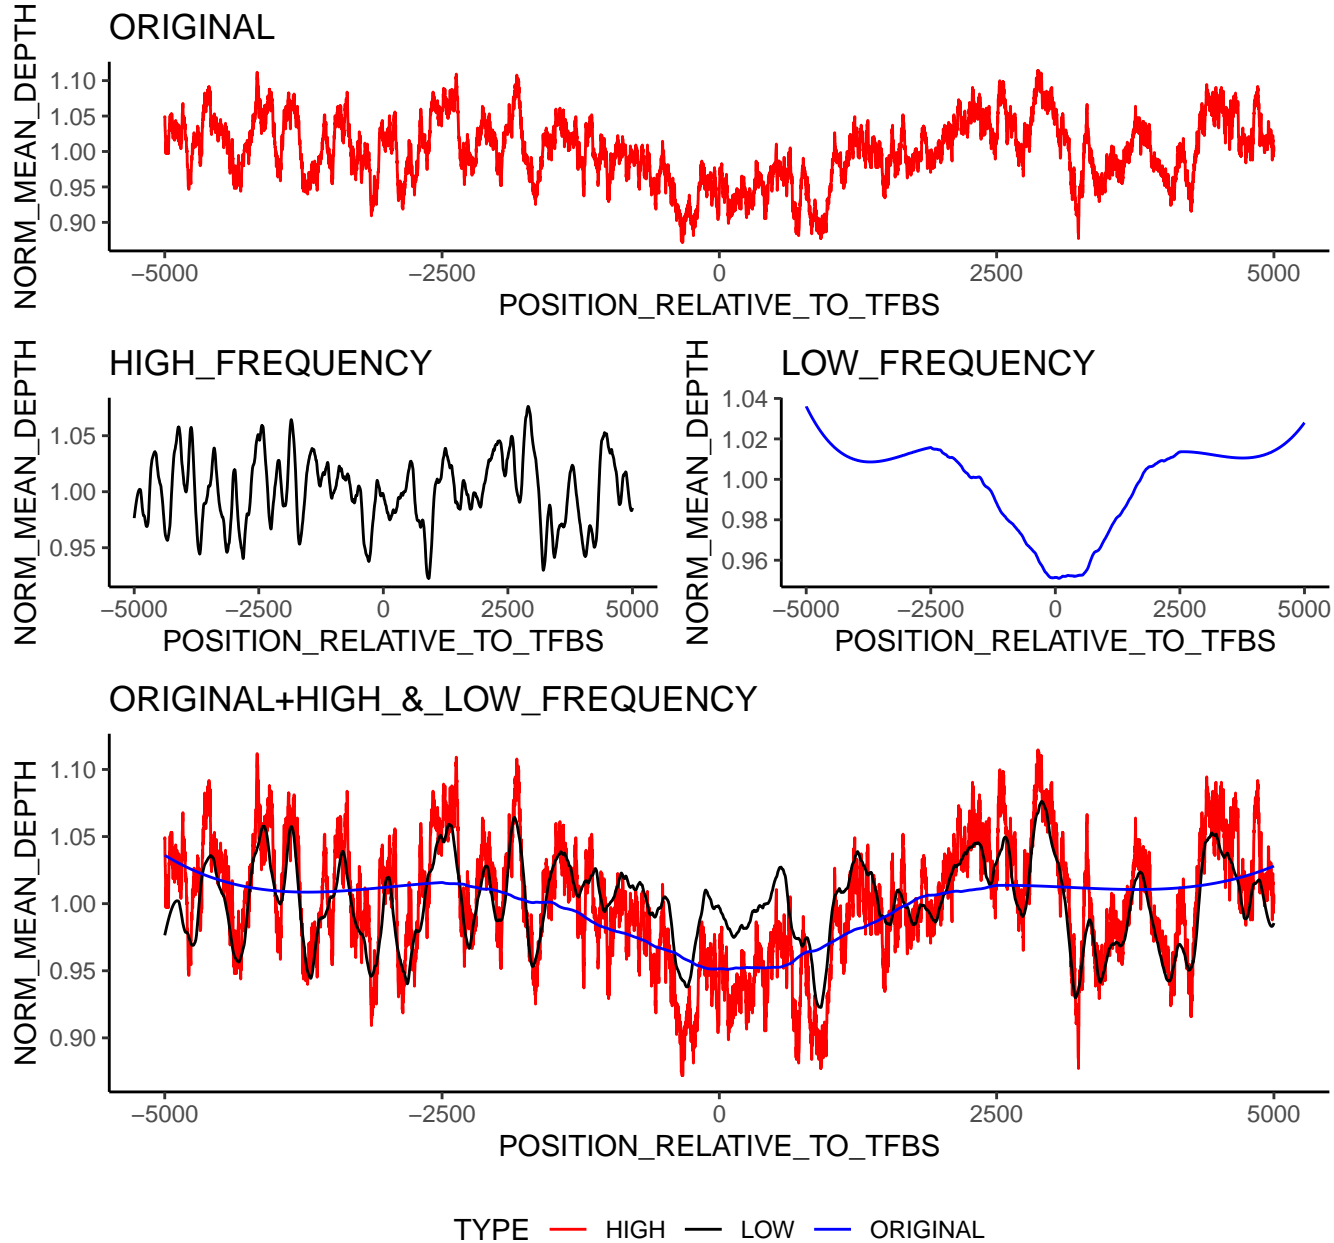 ORIGINAL
NORM_MEAN_DEPTH
1.10
1.05
1.00
0.95
0.90
−5000 −2500 0 2500 5000
POSITION_RELATIVE_TO_TFBS
HIGH_FREQUENCY
NORM_MEAN_DEPTH
1.05
1.00
0.95
−5000 −2500 0 2500 5000
POSITION_RELATIVE_TO_TFBS
LOW_FREQUENCY
NORM_MEAN_DEPTH
1.04
1.02
1.00
0.98
0.96
−5000 −2500 0 2500 5000
POSITION_RELATIVE_TO_TFBS
ORIGINAL+HIGH_&_LOW_FREQUENCY
NORM_MEAN_DEPTH
1.10
1.05
1.00
0.95
0.90
−5000 −2500 0 2500 5000
POSITION_RELATIVE_TO_TFBS
TYPE HIGH LOW ORIGINAL